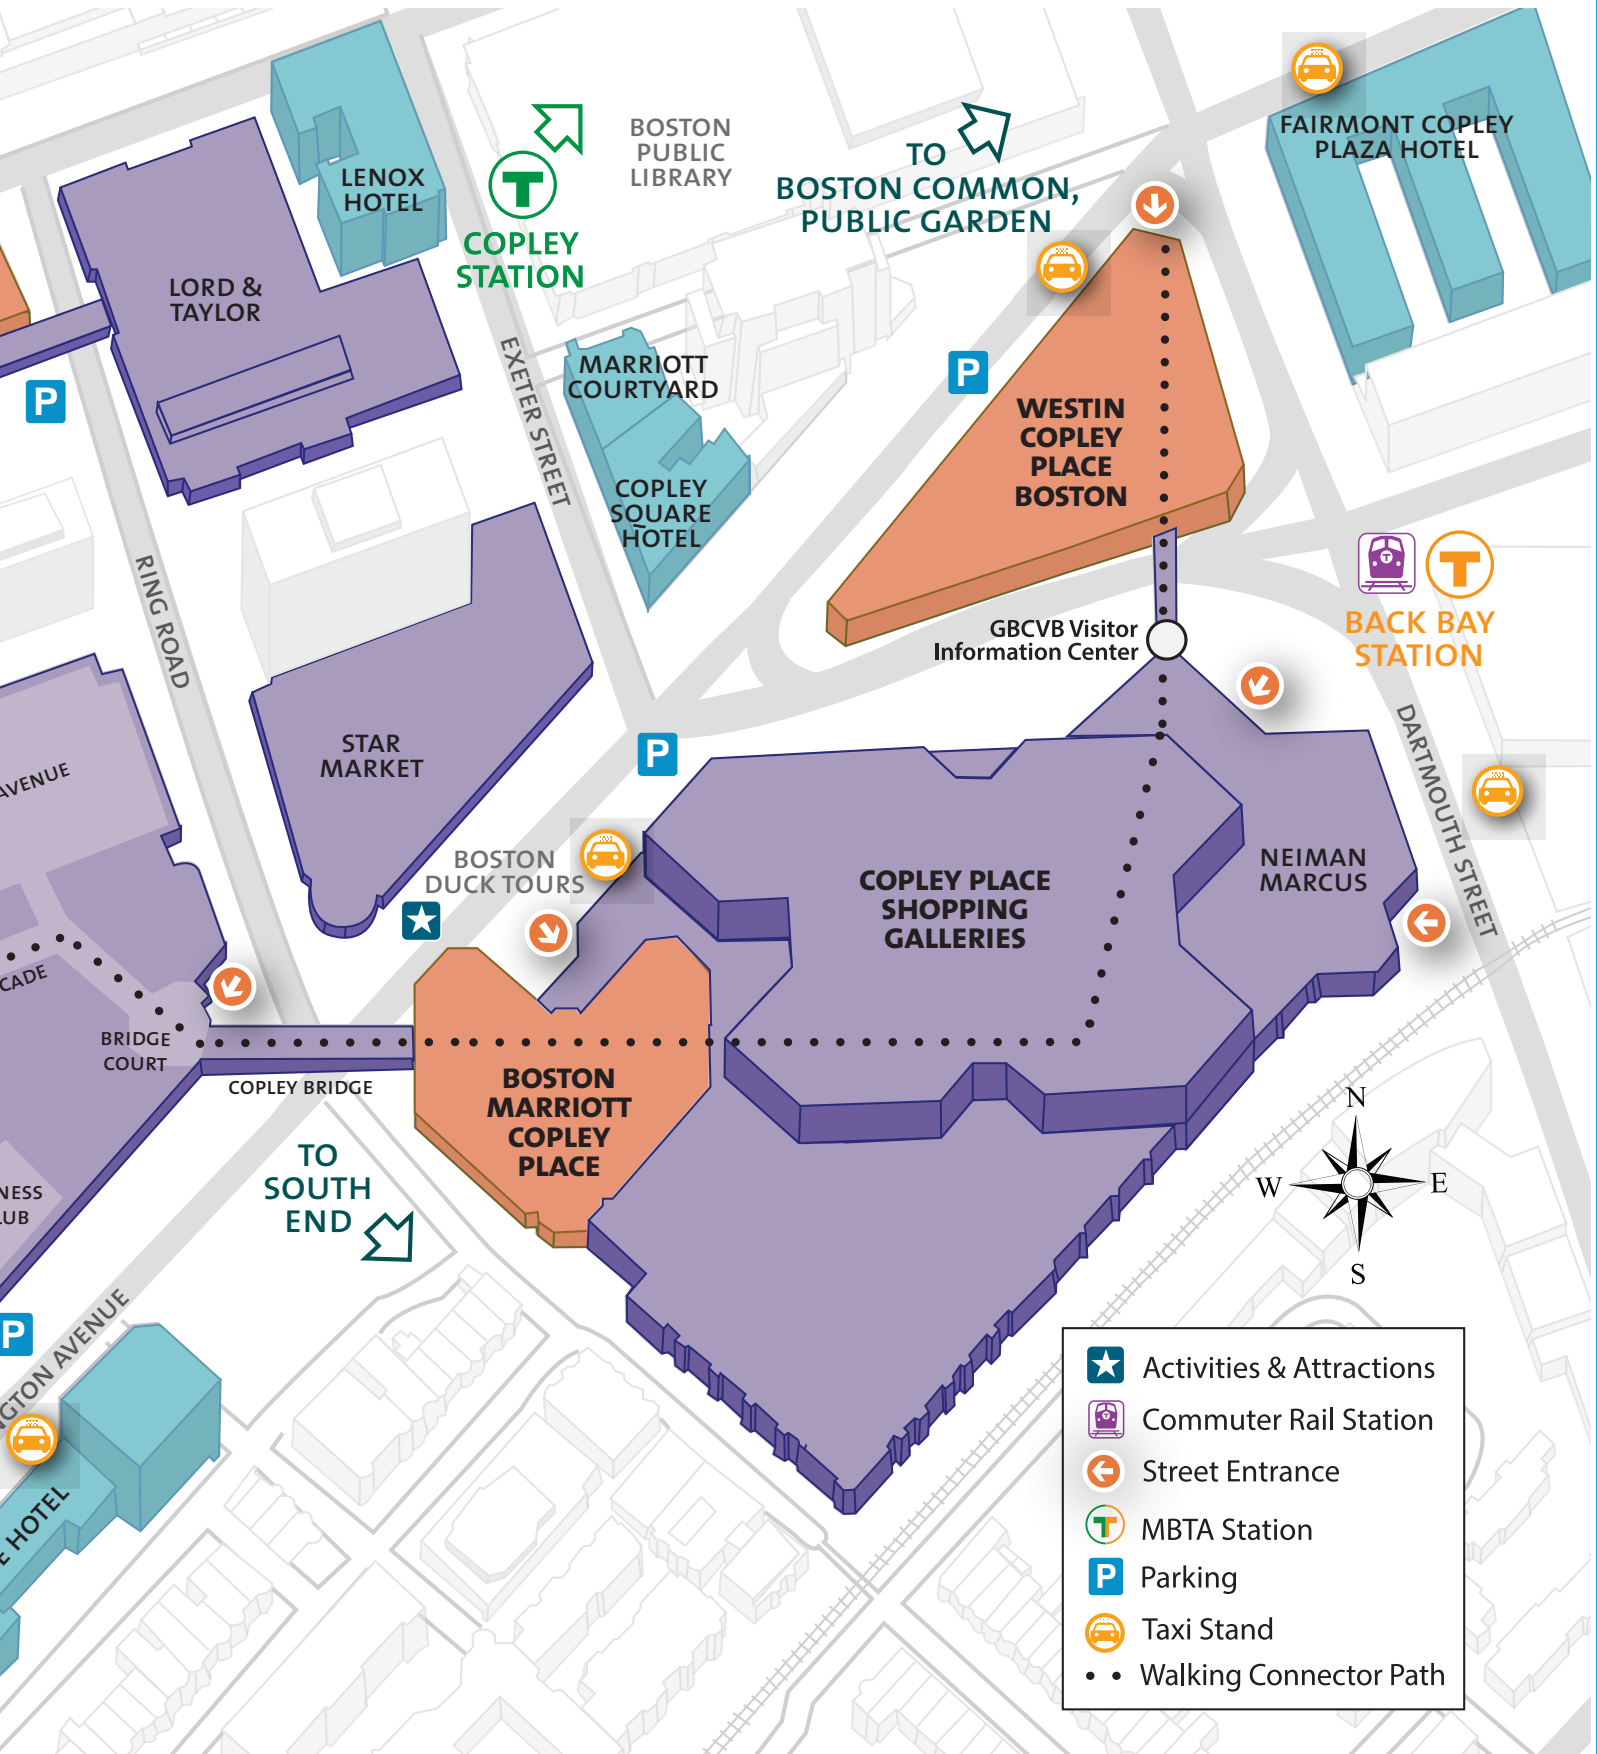 FAIRMONT COPLEY
PLAZA HOTEL
BOSTON
PUBLIC
LIBRARY
TO
BOSTON COMMON,
PUBLIC GARDEN
LENOX
HOTEL
T
COPLEY
STATION
LORD &
TAYLOR
EXETER STREET
MARRIOTT
COURTYARD
P
P
WESTIN
COPLEY
PLACE
BOSTON
COPLEY
SQUARE
HOTEL
RING ROAD
T
BACK BAY
STATION
GBCVB Visitor
Information Center
STAR
MARKET
P
DARTMOUTH STREET
AVENUE
BOSTON
DUCK TOURS
COPLEY PLACE
SHOPPING
GALLERIES
NEIMAN
MARCUS
CADE
BRIDGE
COURT
COPLEY BRIDGE
BOSTON
MARRIOTT
COPLEY
PLACE
TO
SOUTH
END
NESS
LUB
N
W
E
S
P
NGTON AVENUE
E HOTEL
Activities & Attractions
Commuter Rail Station
Street Entrance
T
MBTA Station
P
Parking
Taxi Stand
Walking Connector Path